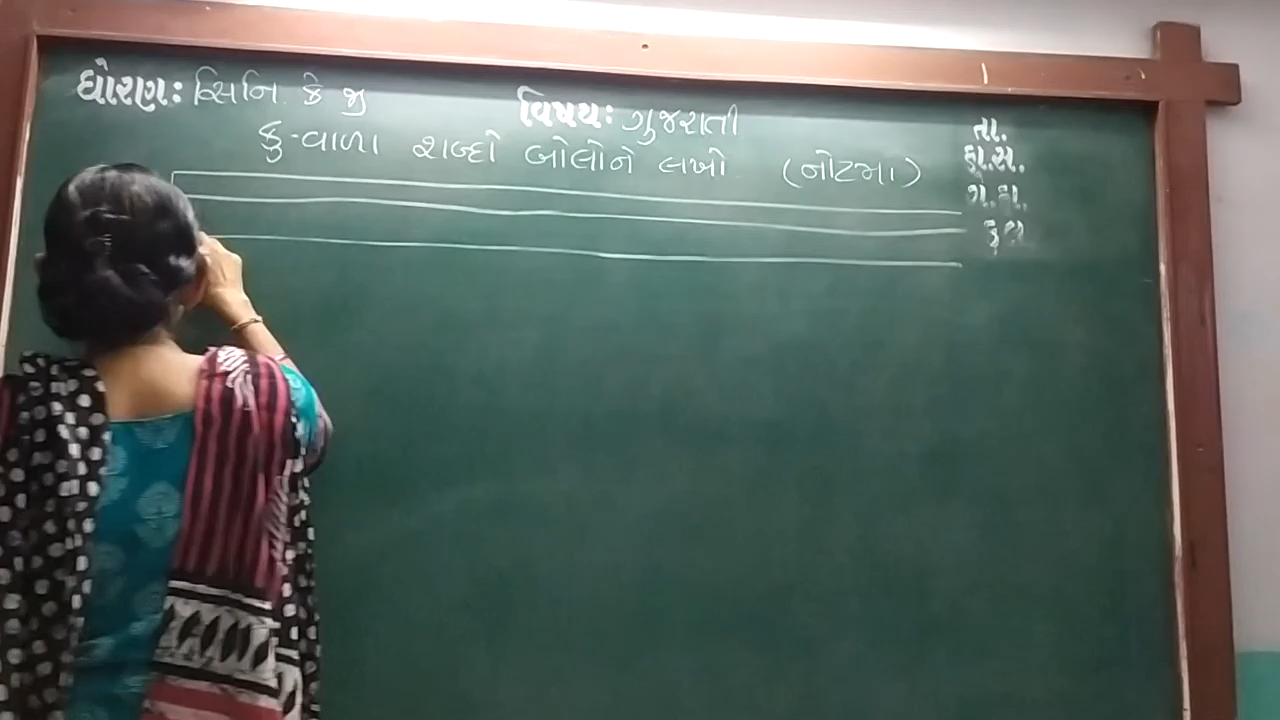 ધોરણ: સિનિ. કે જી વિષય: ગુજરાતી
કુ-વાળા શબ્દો બોલોને લખો (નોટમા)
તા.
હા.સં.
ગે.હા.
કુલ